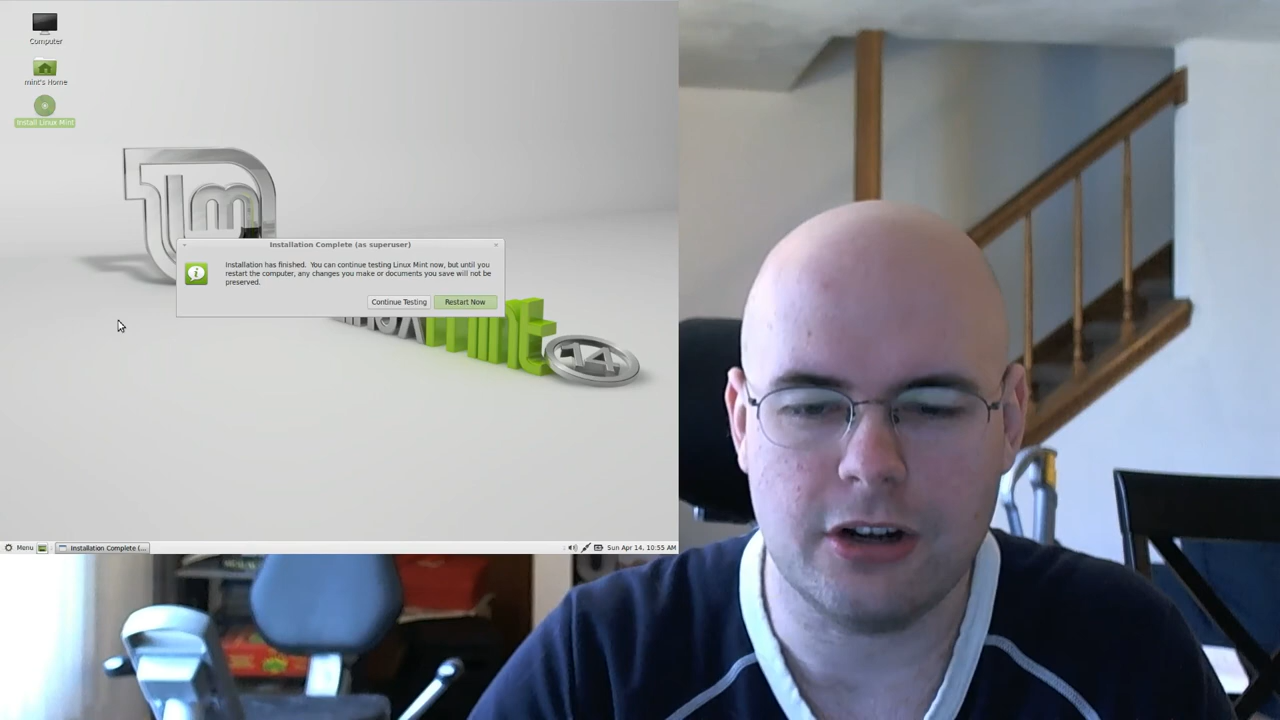 Computer
mint's Home
Install Linux Mint
Installation Complete (as superuser)
Installation has finished. You can continue testing Linux Mint now, but until you
restart the computer, any changes you make or documents you save will not be
preserved.
Continue Testing
Restart Now
linux mint
14
Menu
Installation Complete (...
Sun Apr 14, 10:55 AM